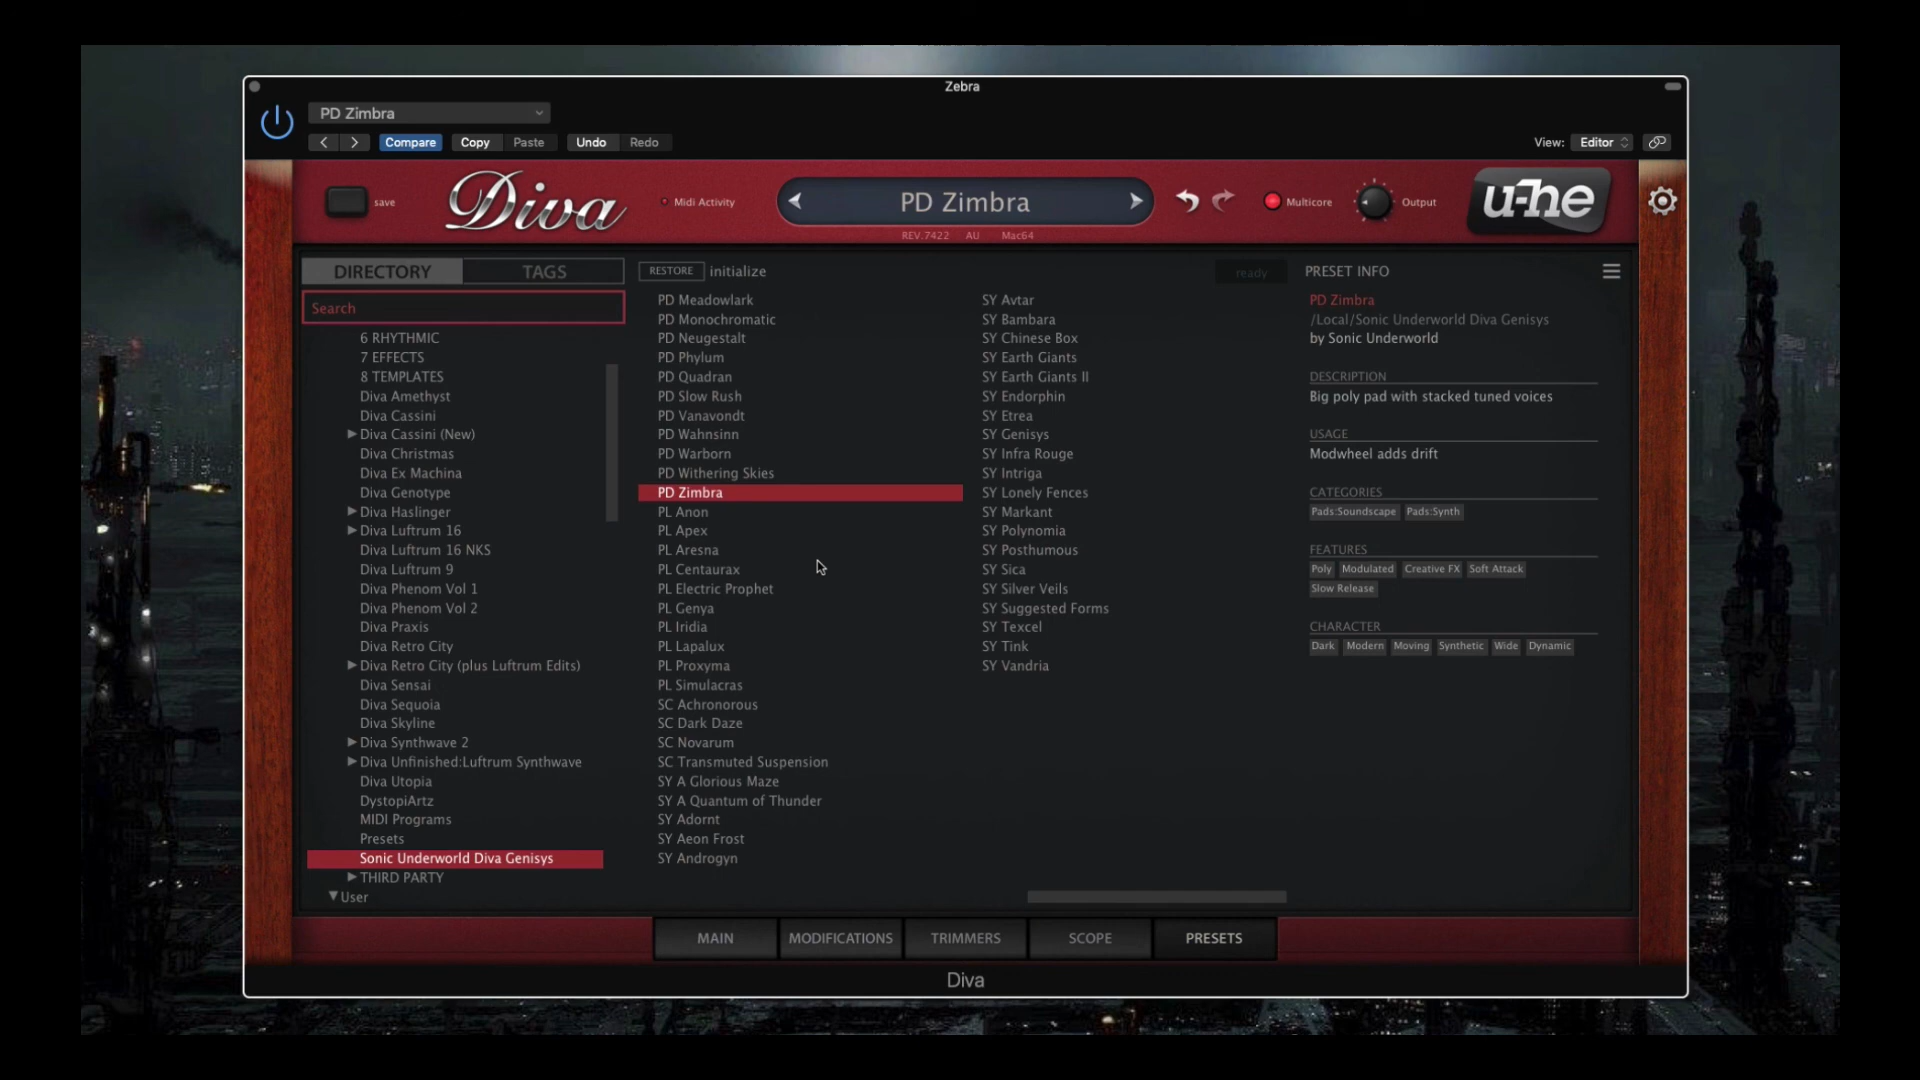 Zebra
PD Zimbra
Compare Copy Paste Undo Redo View: Editor
save Diva Midi Activity PD Zimbra Multicore Output u-he
REV.7422 AU Mac64
DIRECTORY TAGS
Search
6 RHYTHMIC
7 EFFECTS
8 TEMPLATES
Diva Amethyst
Diva Cassini
Diva Cassini (New)
Diva Christmas
Diva Ex Machina
Diva Genotype
Diva Haslinger
Diva Luftrum 16
Diva Luftrum 16 NKS
Diva Luftrum 9
Diva Phenom Vol 1
Diva Phenom Vol 2
Diva Praxis
Diva Retro City
Diva Retro City (plus Luftrum Edits)
Diva Sensai
Diva Sequoia
Diva Skyline
Diva Synthwave 2
Diva Unfinished:Luftrum Synthwave
Diva Utopia
DystopiArtz
MIDI Programs
Presets
Sonic Underworld Diva Genisys
THIRD PARTY
User
RESTORE initialize ready
PD Meadowlark
PD Monochromatic
PD Neugestalt
PD Phylum
PD Quadran
PD Slow Rush
PD Vanavondt
PD Wahnsinn
PD Warborn
PD Withering Skies
PD Zimbra
PL Anon
PL Apex
PL Aresna
PL Centaurax
PL Electric Prophet
PL Genya
PL Iridia
PL Lapalux
PL Proxyma
PL Simulacras
SC Achronorous
SC Dark Daze
SC Novarum
SC Transmuted Suspension
SY A Glorious Maze
SY A Quantum of Thunder
SY Adornt
SY Aeon Frost
SY Androgyn
SY Avtar
SY Bambara
SY Chinese Box
SY Earth Giants
SY Earth Giants II
SY Endorphin
SY Etrea
SY Genisys
SY Infra Rouge
SY Intriga
SY Lonely Fences
SY Markant
SY Polynomia
SY Posthumous
SY Sica
SY Silver Veils
SY Suggested Forms
SY Texcel
SY Tink
SY Vandria
PRESET INFO
PD Zimbra
/Local/Sonic Underworld Diva Genisys
by Sonic Underworld
DESCRIPTION
Big poly pad with stacked tuned voices
USAGE
Modwheel adds drift
CATEGORIES
Pads:Soundscape Pads:Synth
FEATURES
Poly Modulated Creative FX Soft Attack
Slow Release
CHARACTER
Dark Modern Moving Synthetic Wide Dynamic
MAIN MODIFICATIONS TRIMMERS SCOPE PRESETS
Diva